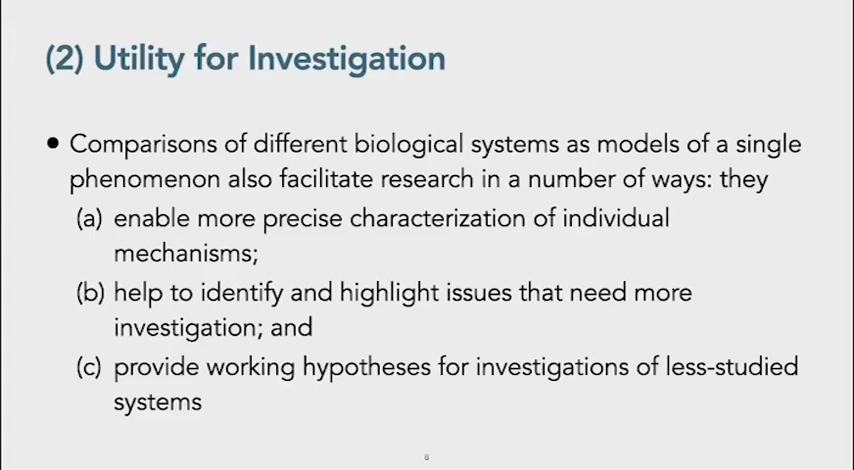 (2) Utility for Investigation
• Comparisons of different biological systems as models of a single
phenomenon also facilitate research in a number of ways: they
(a) enable more precise characterization of individual
mechanisms;
(b) help to identify and highlight issues that need more
investigation; and
(c) provide working hypotheses for investigations of less-studied
systems